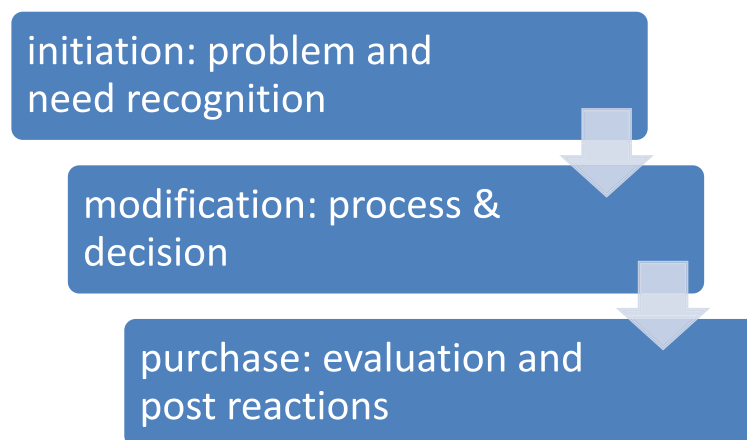 initiation: problem and
need recognition
modification: process &
decision
purchase: evaluation and
post reactions